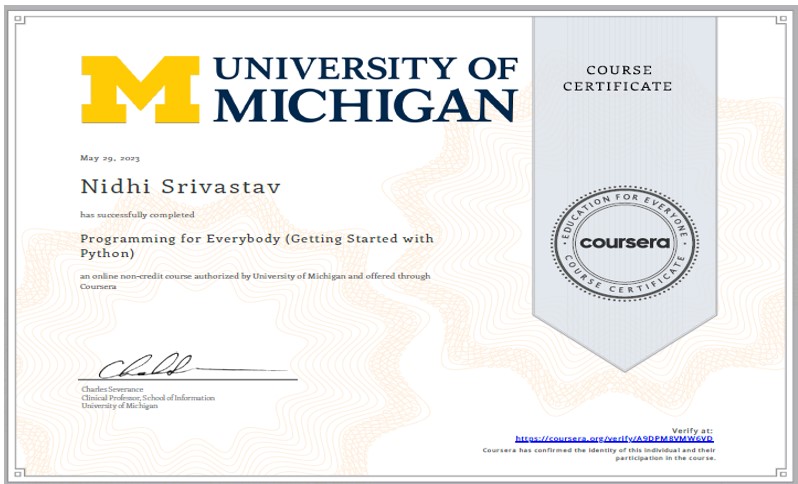 UNIVERSITY OF
MICHIGAN
COURSE
CERTIFICATE
May 29, 2023
Nidhi Srivastav
has successfully completed
Programming for Everybody (Getting Started with
Python)
an online non-credit course authorized by University of Michigan and offered through
Coursera
EDUCATION FOR EVERYONE
coursera
COURSE CERTIFICATE
Charles Severance
Clinical Professor, School of Information
University of Michigan
Verify at:
https://coursera.org/verify/A9DPM8VMW6VD
Coursera has confirmed the identity of this individual and their
participation in the course.